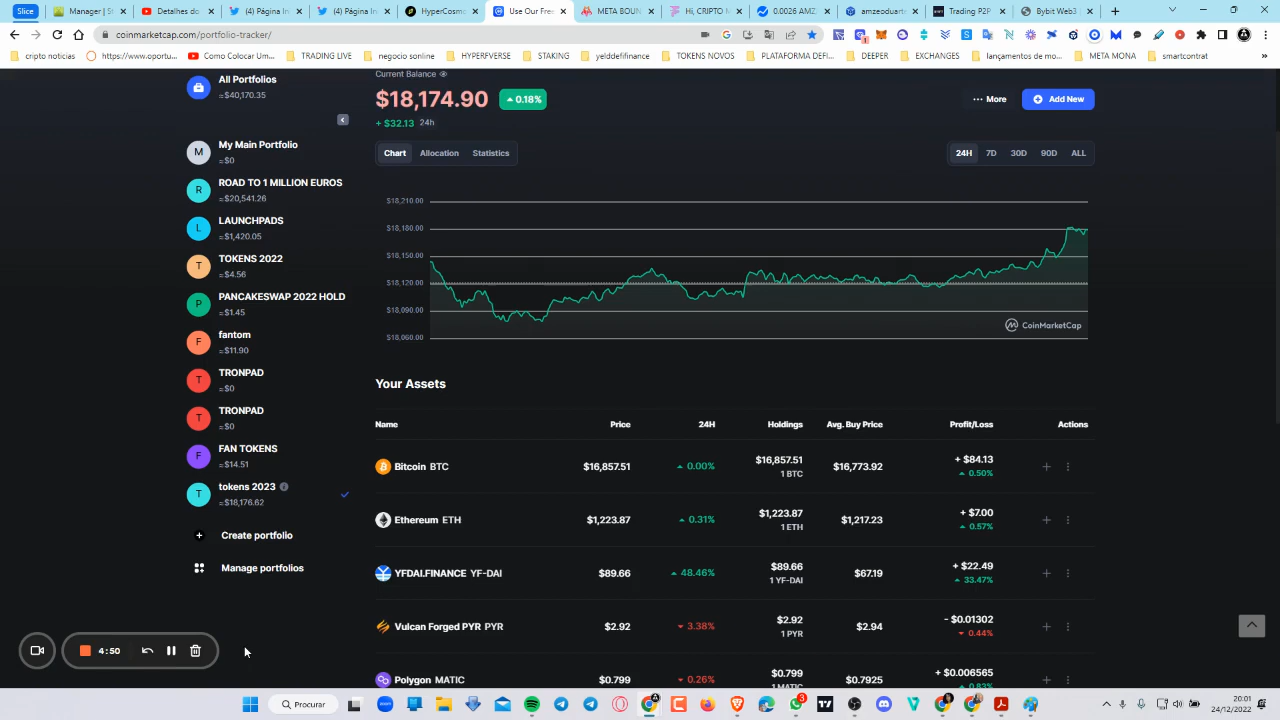 Slice
Manager | St
Detalhes do
(4) Página In
(4) Página In
HyperCosm
Use Our Free
META BOUN
FTX CRIPTO
0.0026 AMZ
amzeoduart
Trading P2P
Bybit Web3
coinmarketcap.com/portfolio-tracker/
cripto noticias
https://www.oportu...
Como Colocar Um...
TRADING LIVE
negocio sonline
HYPERFVERSE
STAKING
yelddefinition
TOKENS NOVOS
PLATAFORMA DEFI...
DEEPER
EXCHANGES
lançamentos de mo...
META MONA
smartcontrat
All Portfolios
≈$40,170.35
My Main Portfolio
≈$0
ROAD TO 1 MILLION EUROS
≈$20,541.26
LAUNCHPADS
≈$1,420.05
TOKENS 2022
≈$4.56
PANCAKESWAP 2022 HOLD
≈$1.45
fantom
≈$11.90
TRONPAD
≈$0
TRONPAD
≈$0
FAN TOKENS
≈$14.51
tokens 2023
≈$18,176.62
Create portfolio
Manage portfolios
Current Balance
$18,174.90 0.18%
+ $32.13 24h
More
Add New
Chart Allocation Statistics
24H 7D 30D 90D ALL
$18,210.00
$18,180.00
$18,150.00
$18,120.00
$18,090.00
$18,060.00
CoinMarketCap
Your Assets
Name Price 24H Holdings Avg. Buy Price Profit/Loss Actions
Bitcoin BTC $16,857.51 0.00% $16,857.51 1 BTC $16,773.92 + $84.13 0.50%
Ethereum ETH $1,223.87 0.31% $1,223.87 1 ETH $1,217.23 + $7.00 0.57%
YFDAI.FINANCE YF-DAI $89.66 48.46% $89.66 1 YF-DAI $67.19 + $22.49 33.47%
Vulcan Forged PYR PYR $2.92 3.38% $2.92 1 PYR $2.94 - $0.01302 0.44%
Polygon MATIC $0.799 0.26% $0.799 1 MATIC $0.7925 + $0.006565 0.83%
4:50
Procurar
20:01
24/12/2022